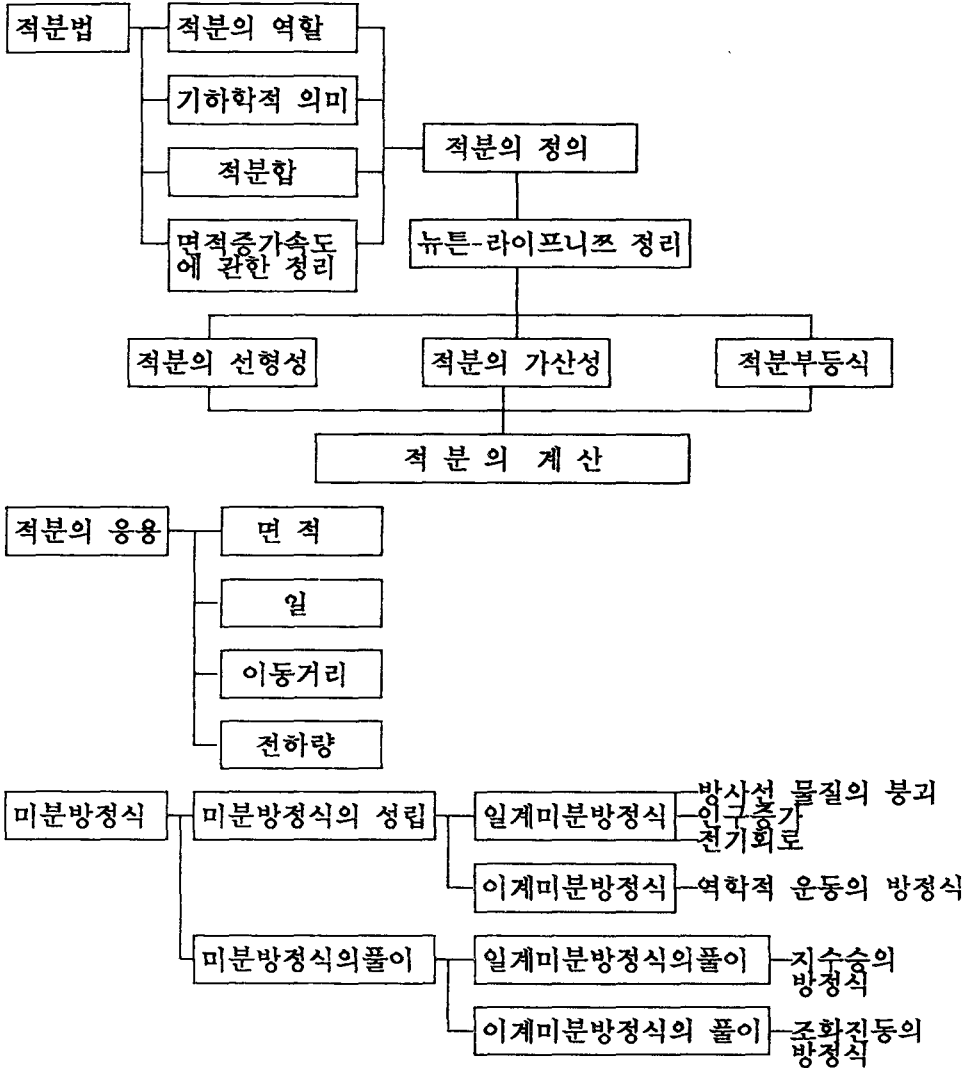 적분법
적분의 역할
기하학적 의미
적분합
면적증가속도
에 관한 정리
적분의 정의
뉴튼-라이프니쯔 정리
적분의 선형성
적분의 가산성
적분부등식
적 분 의 계 산
적분의 응용
면 적
일
이동거리
전하량
미분방정식
미분방정식의 성립
일계미분방정식
방사선 물질의 붕괴
인구증가
전기회로
이계미분방정식
역학적 운동의 방정식
미분방정식의풀이
일계미분방정식의풀이
지수승의
방정식
이계미분방정식의 풀이
조화진동의
방정식